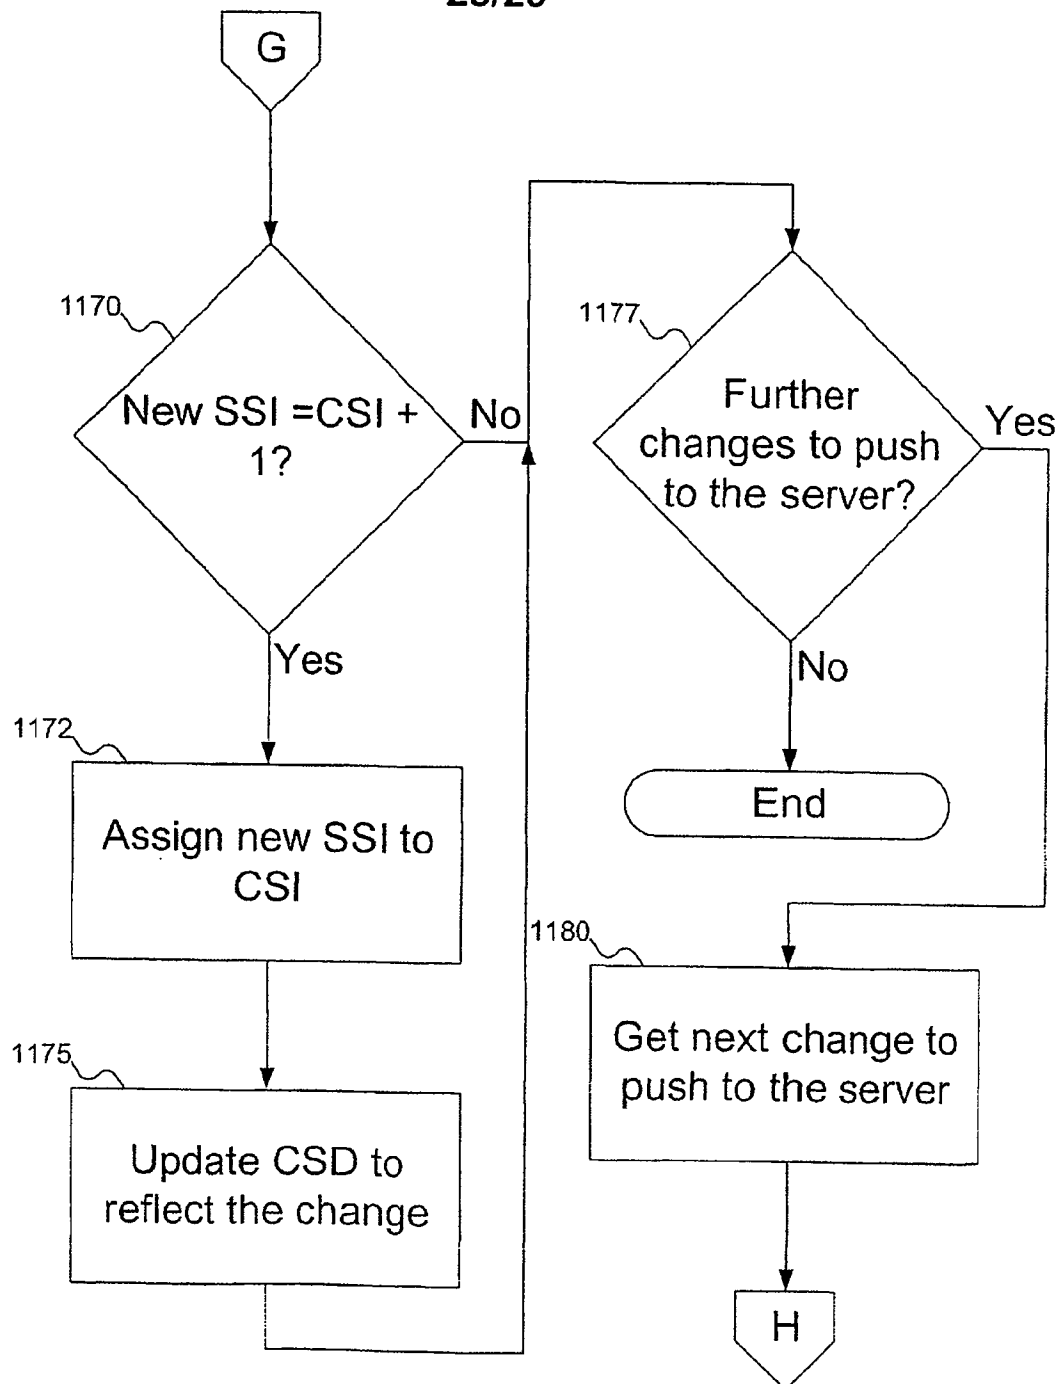 G
1170
New SSI =CSI +
1?
No
Yes
1172
Assign new SSI to
CSI
1175
Update CSD to
reflect the change
1177
Further
changes to push
to the server?
Yes
No
End
1180
Get next change to
push to the server
H